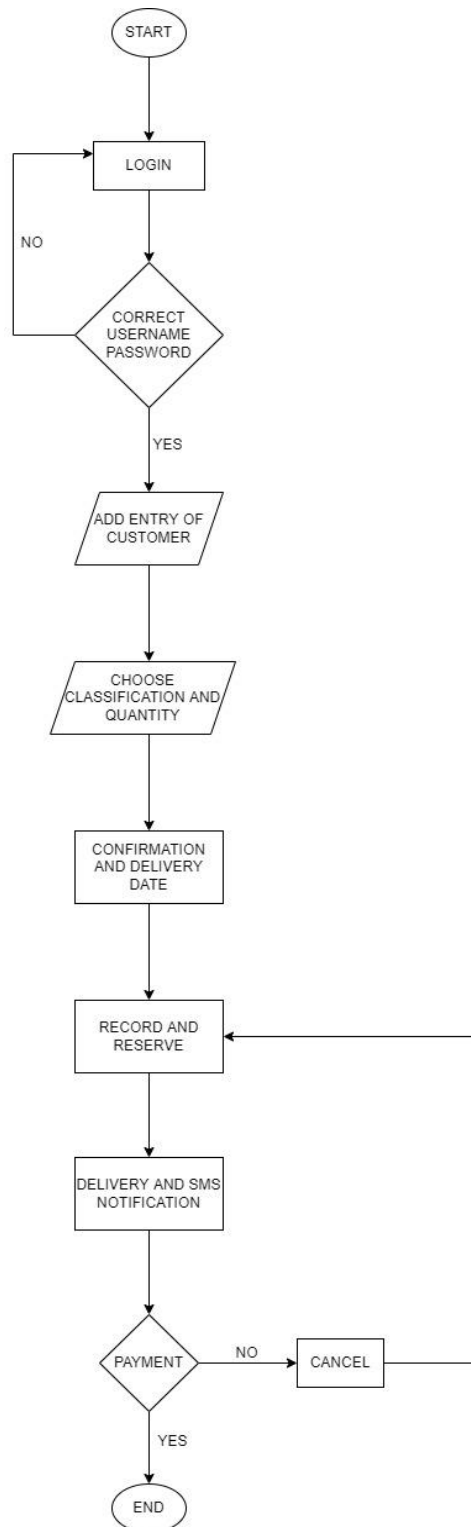 START
LOGIN
NO
CORRECT
USERNAME
PASSWORD
YES
ADD ENTRY OF
CUSTOMER
CHOOSE
CLASSIFICATION AND
QUANTITY
CONFIRMATION
AND DELIVERY
DATE
RECORD AND
RESERVE
DELIVERY AND SMS
NOTIFICATION
PAYMENT
NO
CANCEL
YES
END